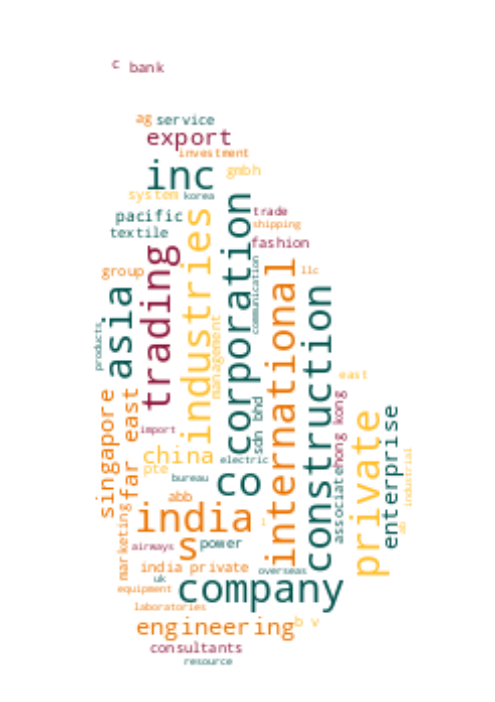 c bank
ag service
export
investment
inc gmbh
system korea
pacific
textile
trade
shipping
fashion
group
llc
asia
trading
industries
corporation
communication
international
construction
products
management
east
singapore
far east
import
china
pte
bureau
electric
sdn bhd
co
abb
india
s
power
associate
hong kong
private
enterprise
industrial
ab
marketing
airways
india private
overseas
uk
equipment
company
laboratories
engineering
b v
consultants
resource